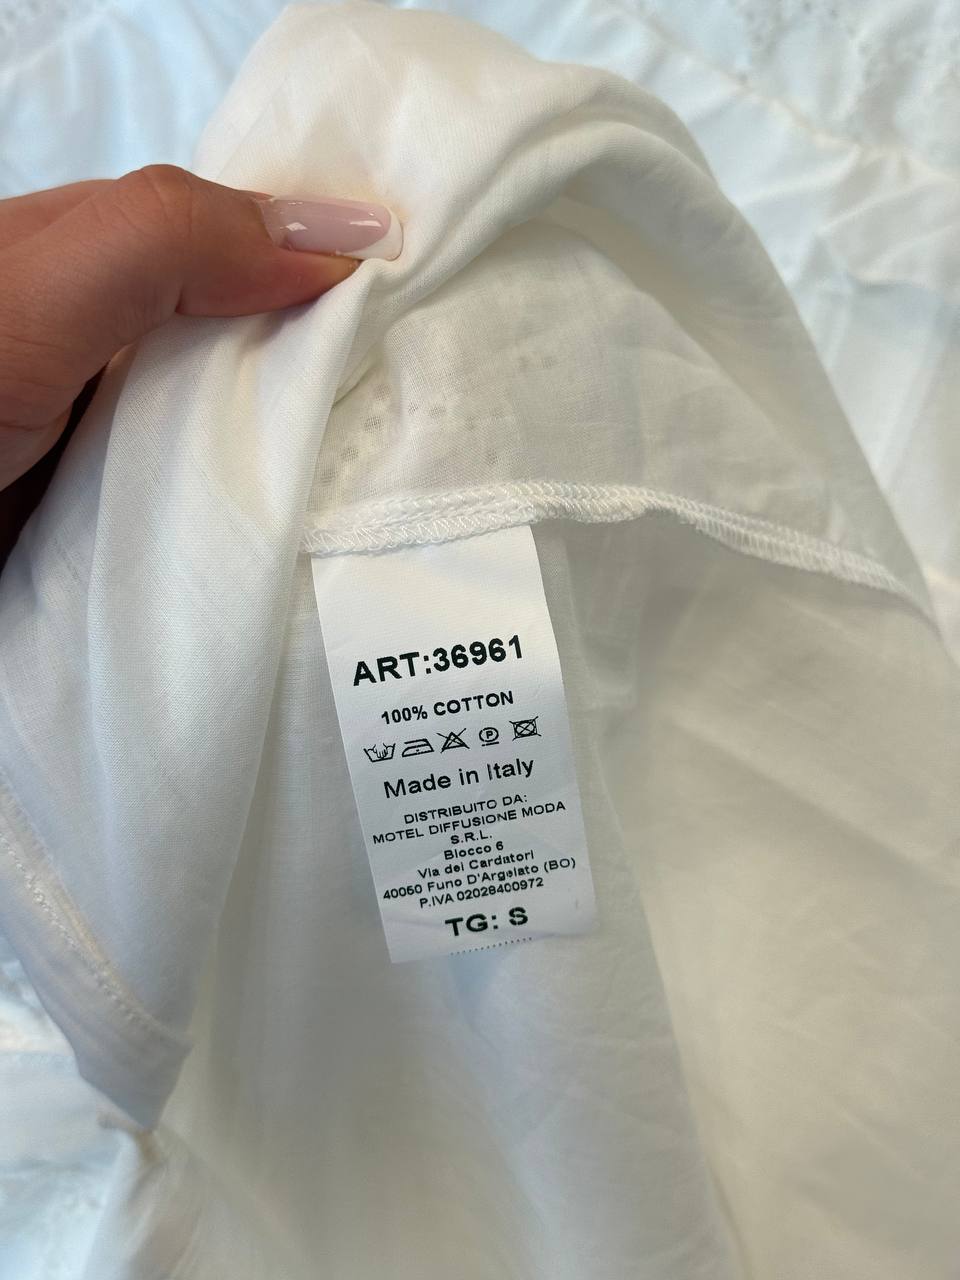 ART:36961
100% COTTON
P
Made in Italy
DISTRIBUITO DA:
MOTEL DIFFUSIONE MODA
S.R.L.
Blocco 6
Via dei Cardatori
40050 Funo D'Argelato (BO)
P.IVA 02028400972
TG: S